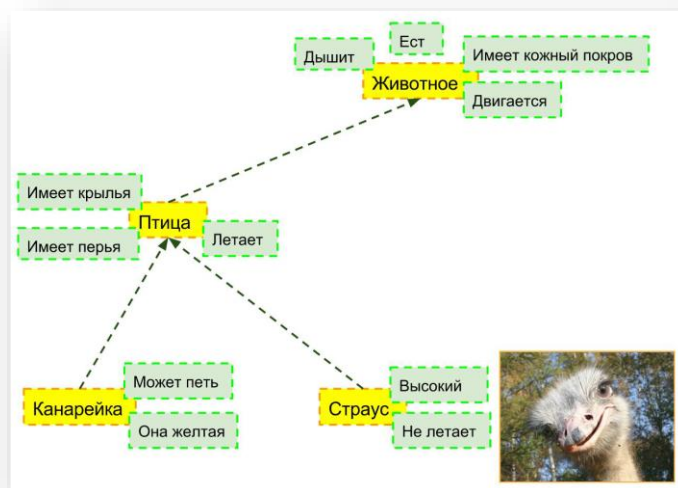 Ест
Дышит
Имеет кожный покров
Животное
Двигается
Имеет крылья
Птица
Имеет перья
Летает
Может петь
Канарейка
Она желтая
Высокий
Страус
Не летает